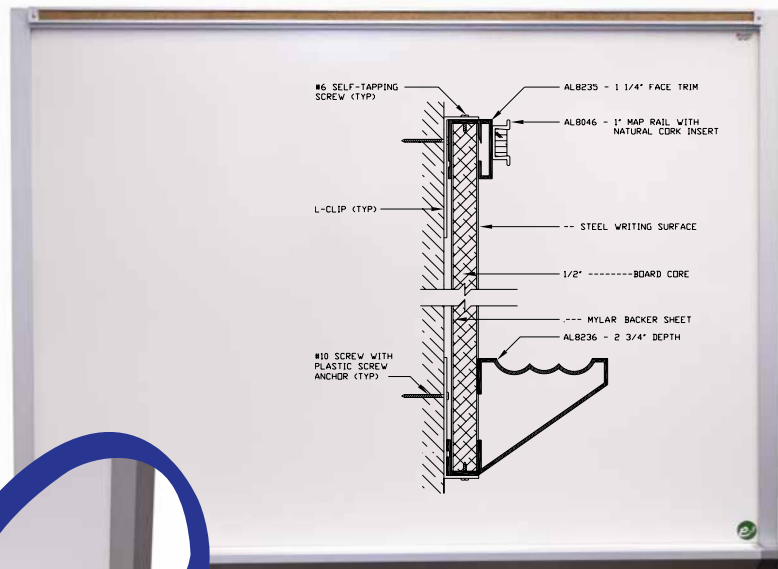 #6 SELF-TAPPING
SCREW (TYP)
AL8235 - 1 1/4" FACE TRIM
AL8046 - 1" MAP RAIL WITH
NATURAL CORK INSERT
L-CLIP (TYP)
-- STEEL WRITING SURFACE
1/2" --------BOARD CORE
.--- MYLAR BACKER SHEET
AL8236 - 2 3/4" DEPTH
#10 SCREW WITH
PLASTIC SCREW
ANCHOR (TYP)
e